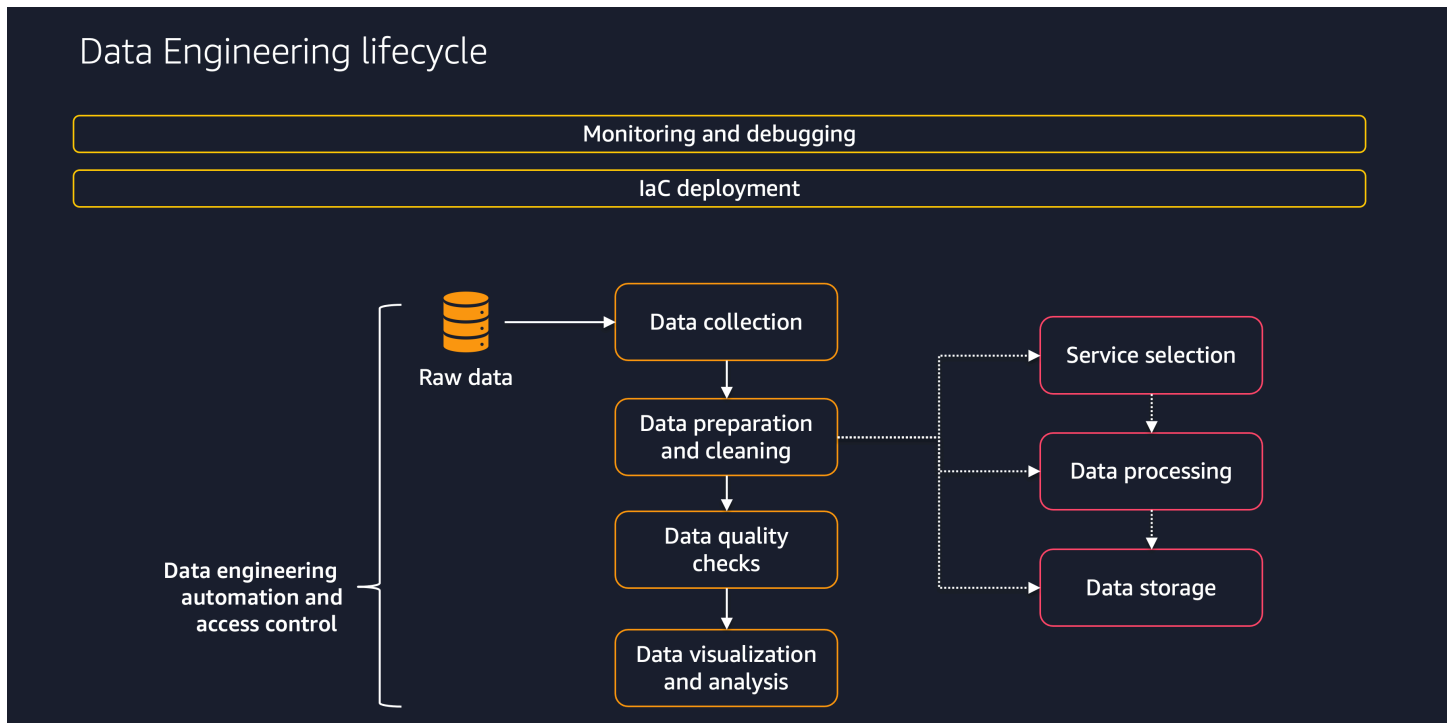 Data Engineering lifecycle
Monitoring and debugging
IaC deployment
Raw data
Data collection
Data preparation
and cleaning
Data quality
checks
Data visualization
and analysis
Service selection
Data processing
Data storage
Data engineering
automation and
access control